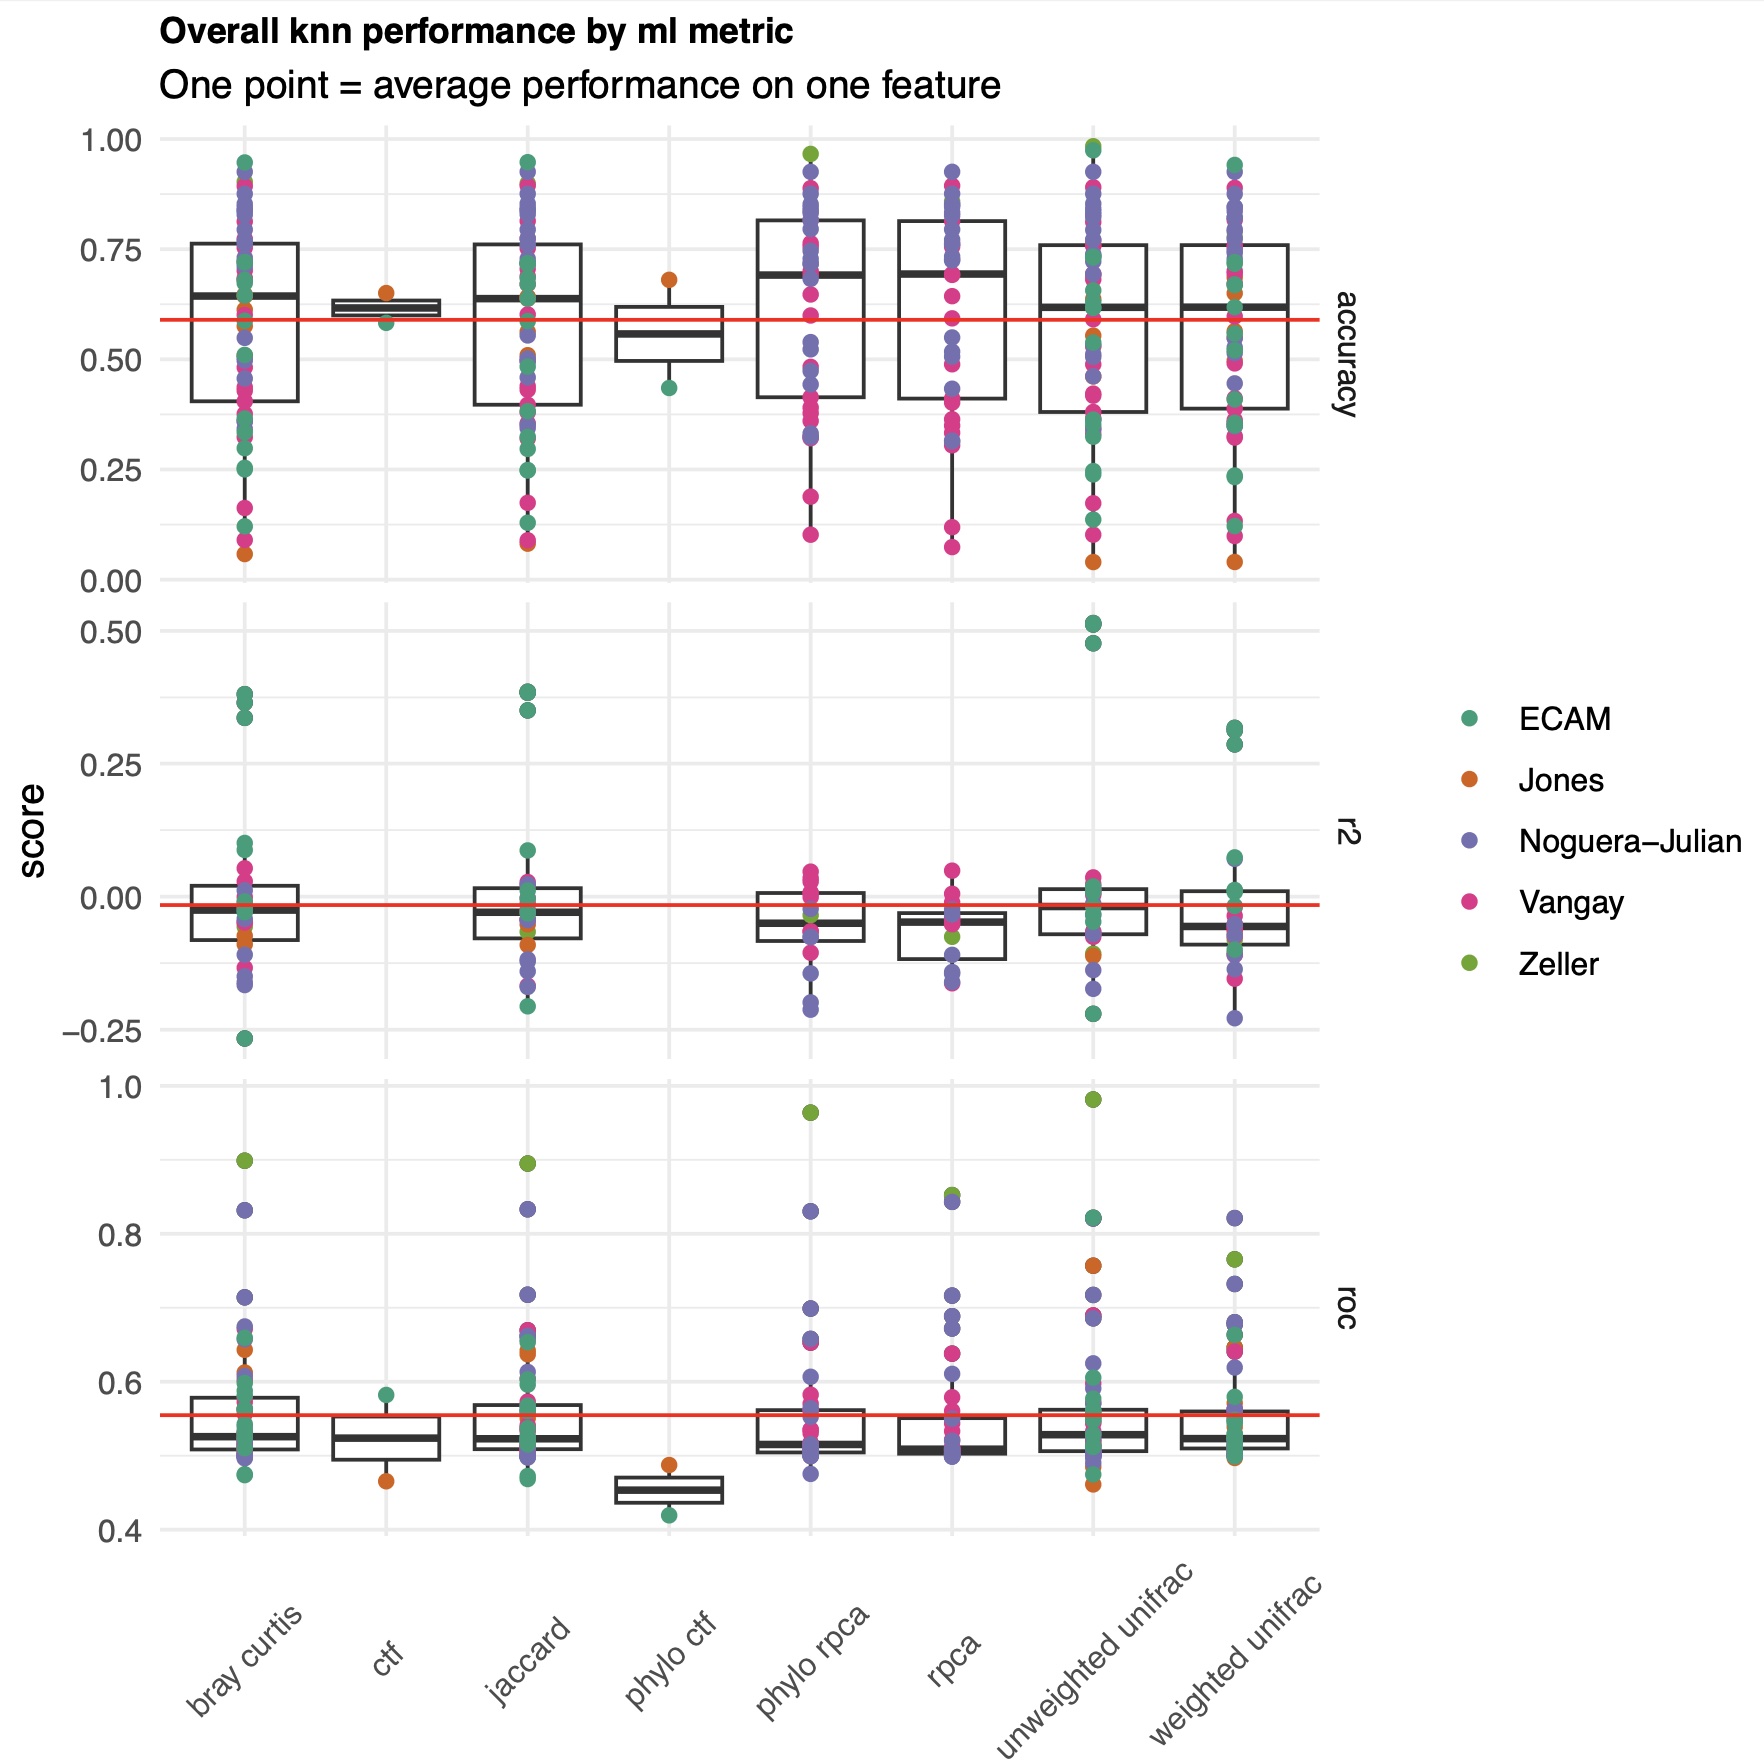 Overall knn performance by ml metric
One point = average performance on one feature
1.00
0.75
0.50
0.25
0.00
accuracy
0.50
0.25
0.00
−0.25
r2
score
1.0
0.8
0.6
0.4
roc
ECAM
Jones
Noguera−Julian
Vangay
Zeller
bray curtis
ctf
jaccard
phylo ctf
phylo rpca
rpca
unweighted unifrac
weighted unifrac